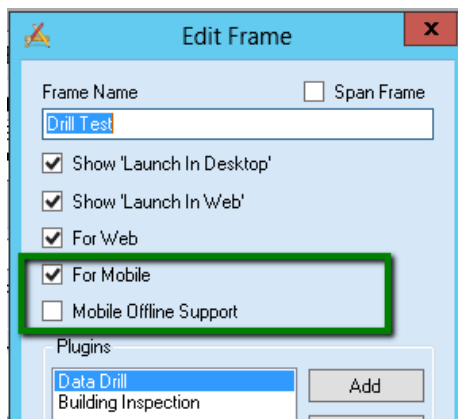 Edit Frame
x
Frame Name Span Frame
Drill Test
Show 'Launch In Desktop'
Show 'Launch In Web'
For Web
For Mobile
Mobile Offline Support
Plugins
Data Drill Add
Building Inspection